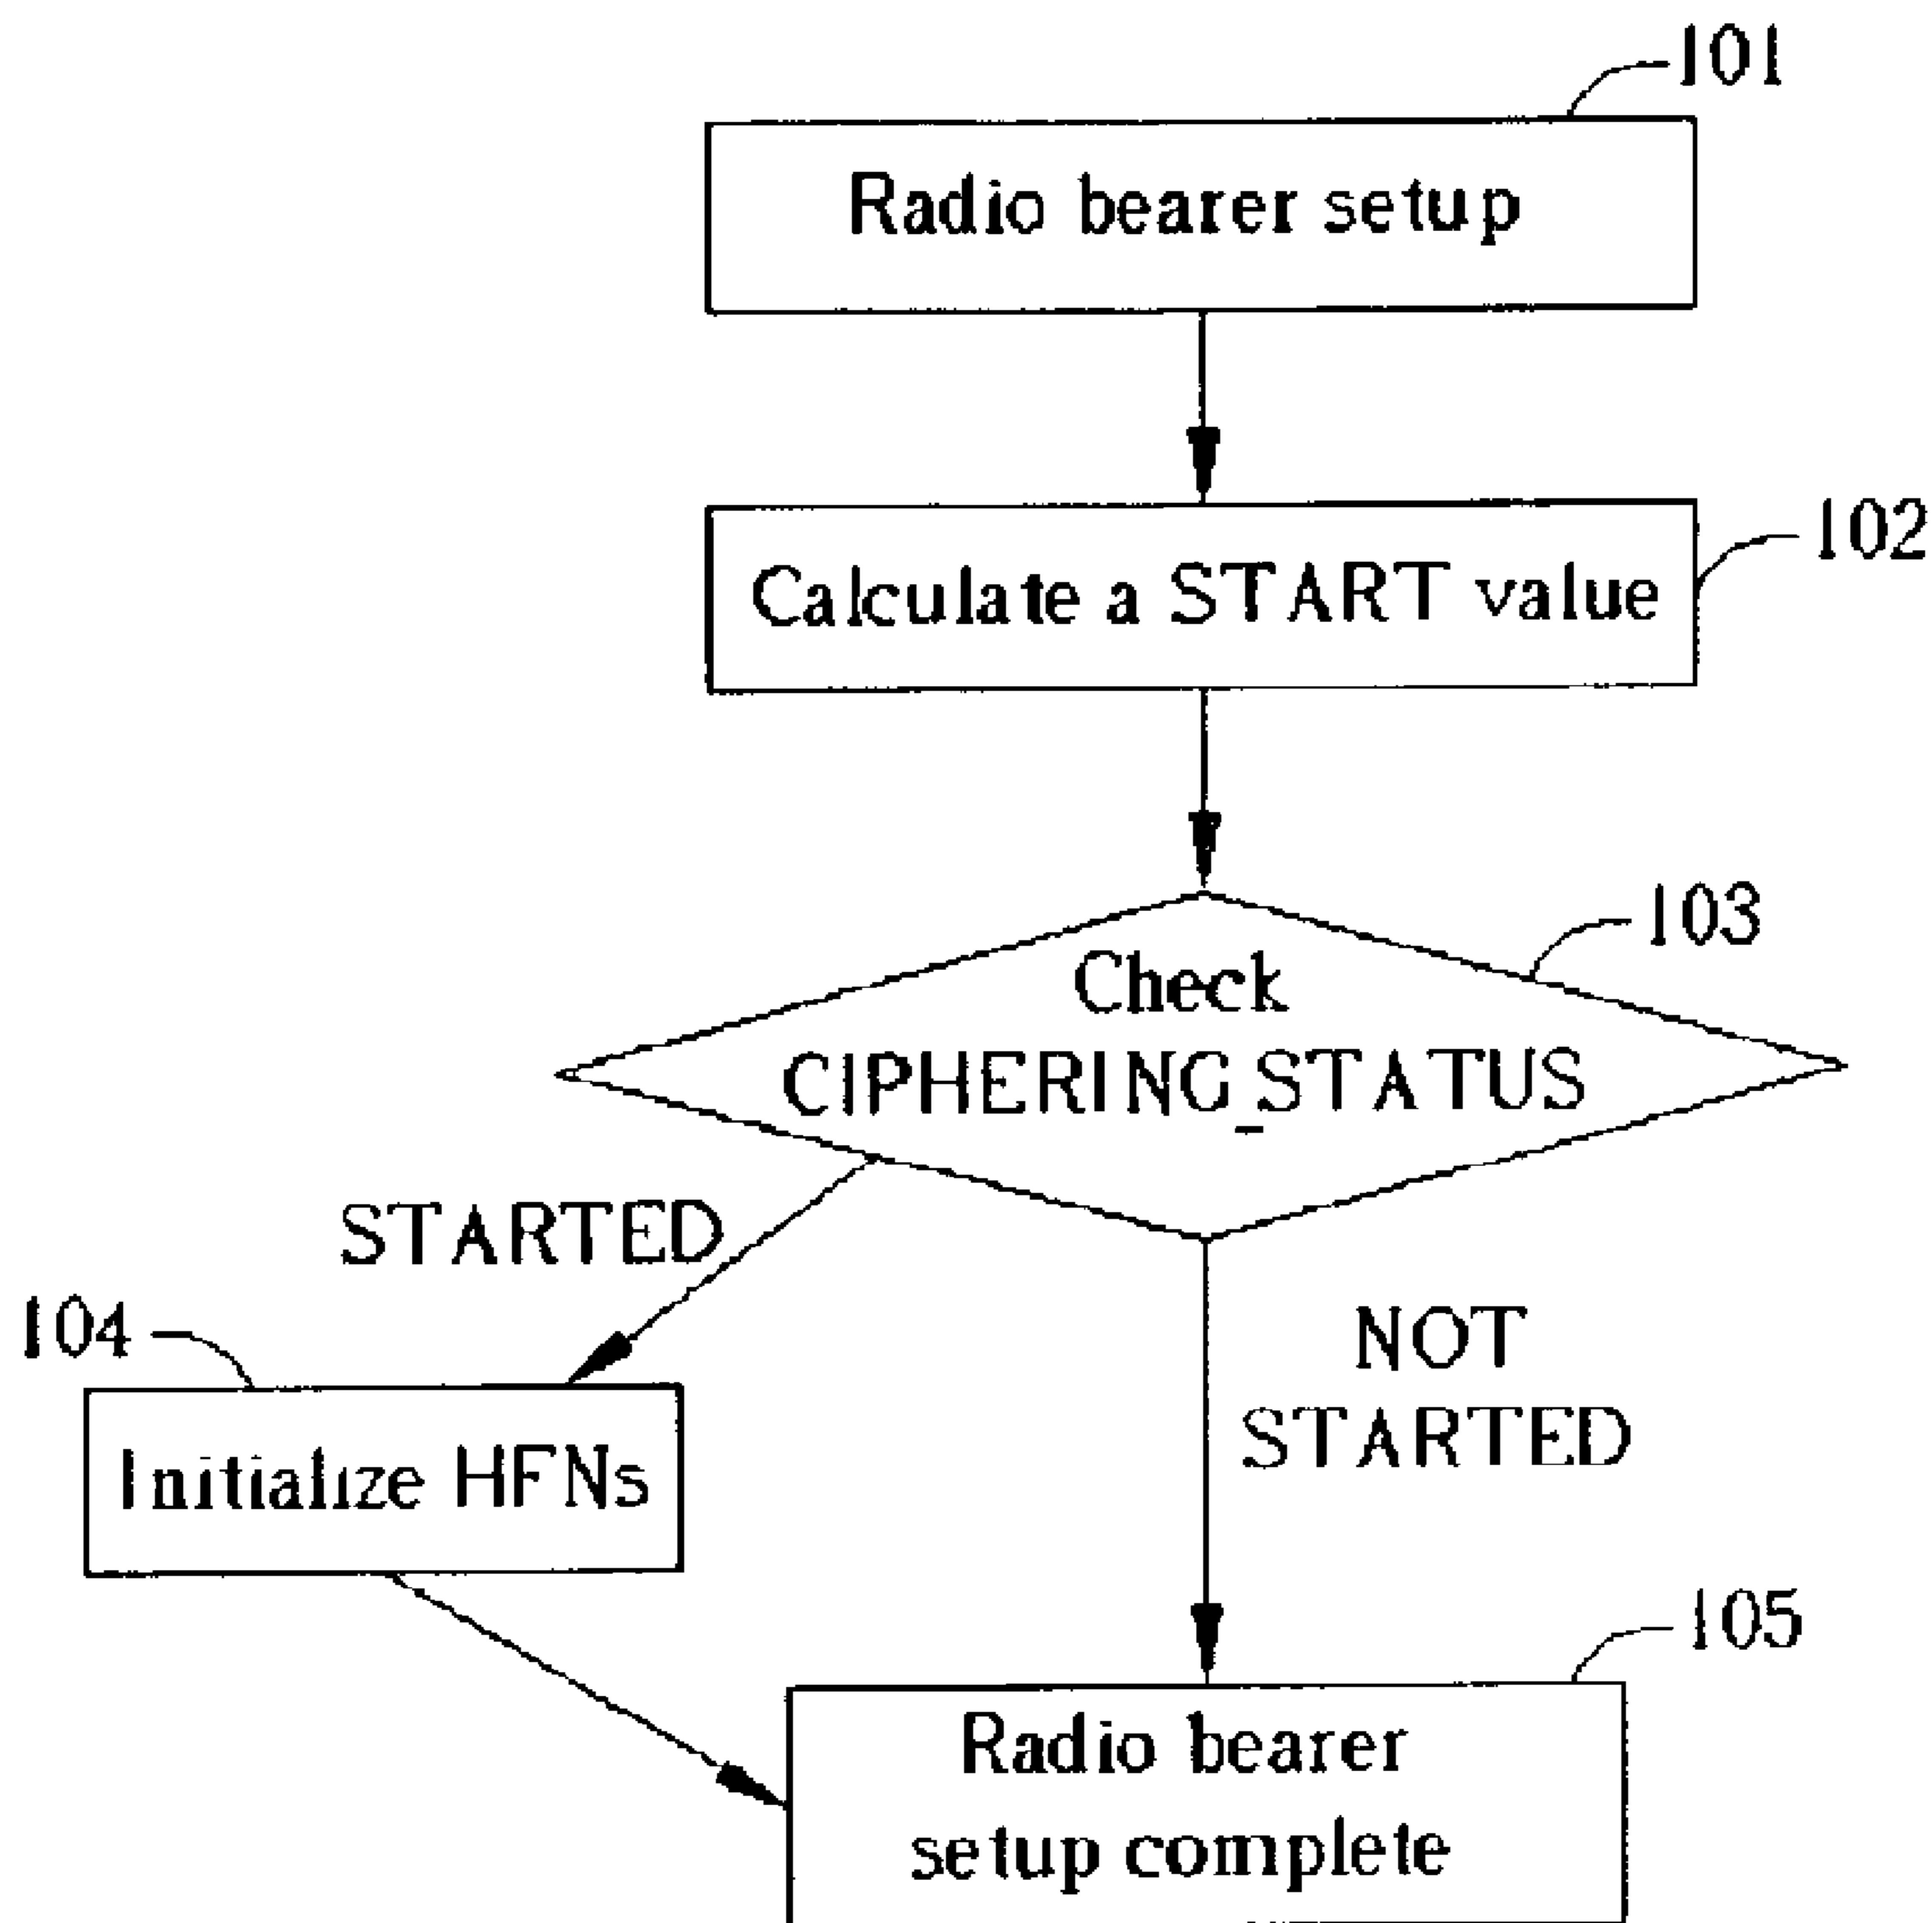 101
Radio bearer setup
102
Calculate a START value
103
Check
CIPHERING_STATUS
STARTED
104
NOT
STARTED
Initialize HFNs
105
Radio bearer
setup complete